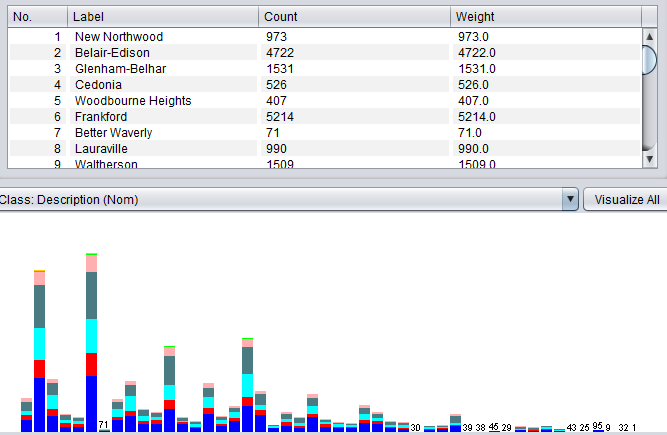 No. Label Count Weight
1 New Northwood 973 973.0
2 Belair-Edison 4722 4722.0
3 Glenham-Belhar 1531 1531.0
4 Cedonia 526 526.0
5 Woodbourne Heights 407 407.0
6 Frankford 5214 5214.0
7 Better Waverly 71 71.0
8 Lauraville 990 990.0
9 Waltherson 1509 1509.0
Class: Description (Nom) Visualize All
71
30 39 38 45 29 43 25 95 9 32 1